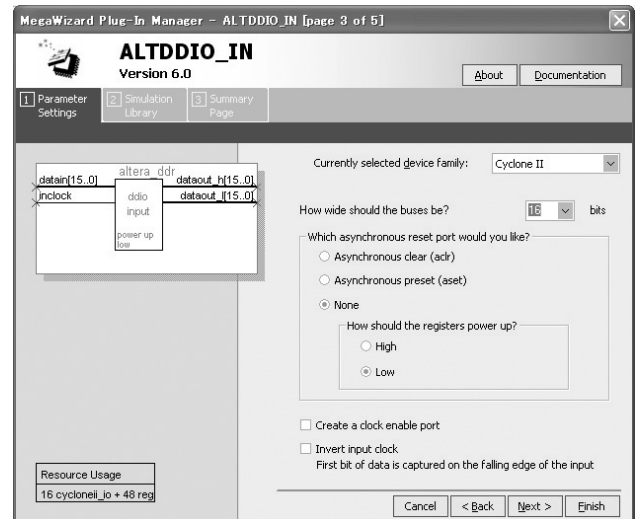 MegaWizard Plug-In Manager - ALTDDIO_IN [page 3 of 5]
ALTDDIO_IN
Version 6.0
About
Documentation
1 Parameter Settings
2 Simulation Library
3 Summary Page
Currently selected device family:
Cyclone II
altera_ddr
datain[15..0]
dataout_h[15..0]
inclock
dataout_l[15..0]
ddio
input
power up
low
How wide should the buses be?
16
bits
Which asynchronous reset port would you like?
Asynchronous clear (aclr)
Asynchronous preset (aset)
None
How should the registers power up?
High
Low
Create a clock enable port
Invert input clock
First bit of data is captured on the falling edge of the input
Resource Usage
16 cycloneii_io + 48 reg
Cancel
< Back
Next >
Finish